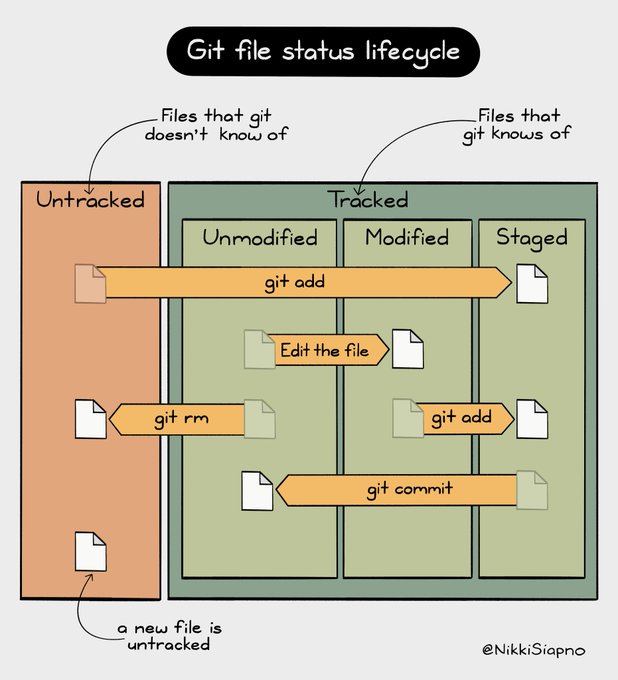 Git file status lifecycle
Files that git
doesn't know of
Files that
git knows of
Untracked
Tracked
Unmodified
Modified
Staged
git add
Edit the file
git rm
git add
git commit
a new file is
untracked
@NikkiSiapno